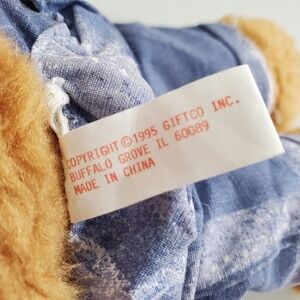 COPYRIGHT©1995 GIFTCO INC.
BUFFALO GROVE IL 60089
MADE IN CHINA